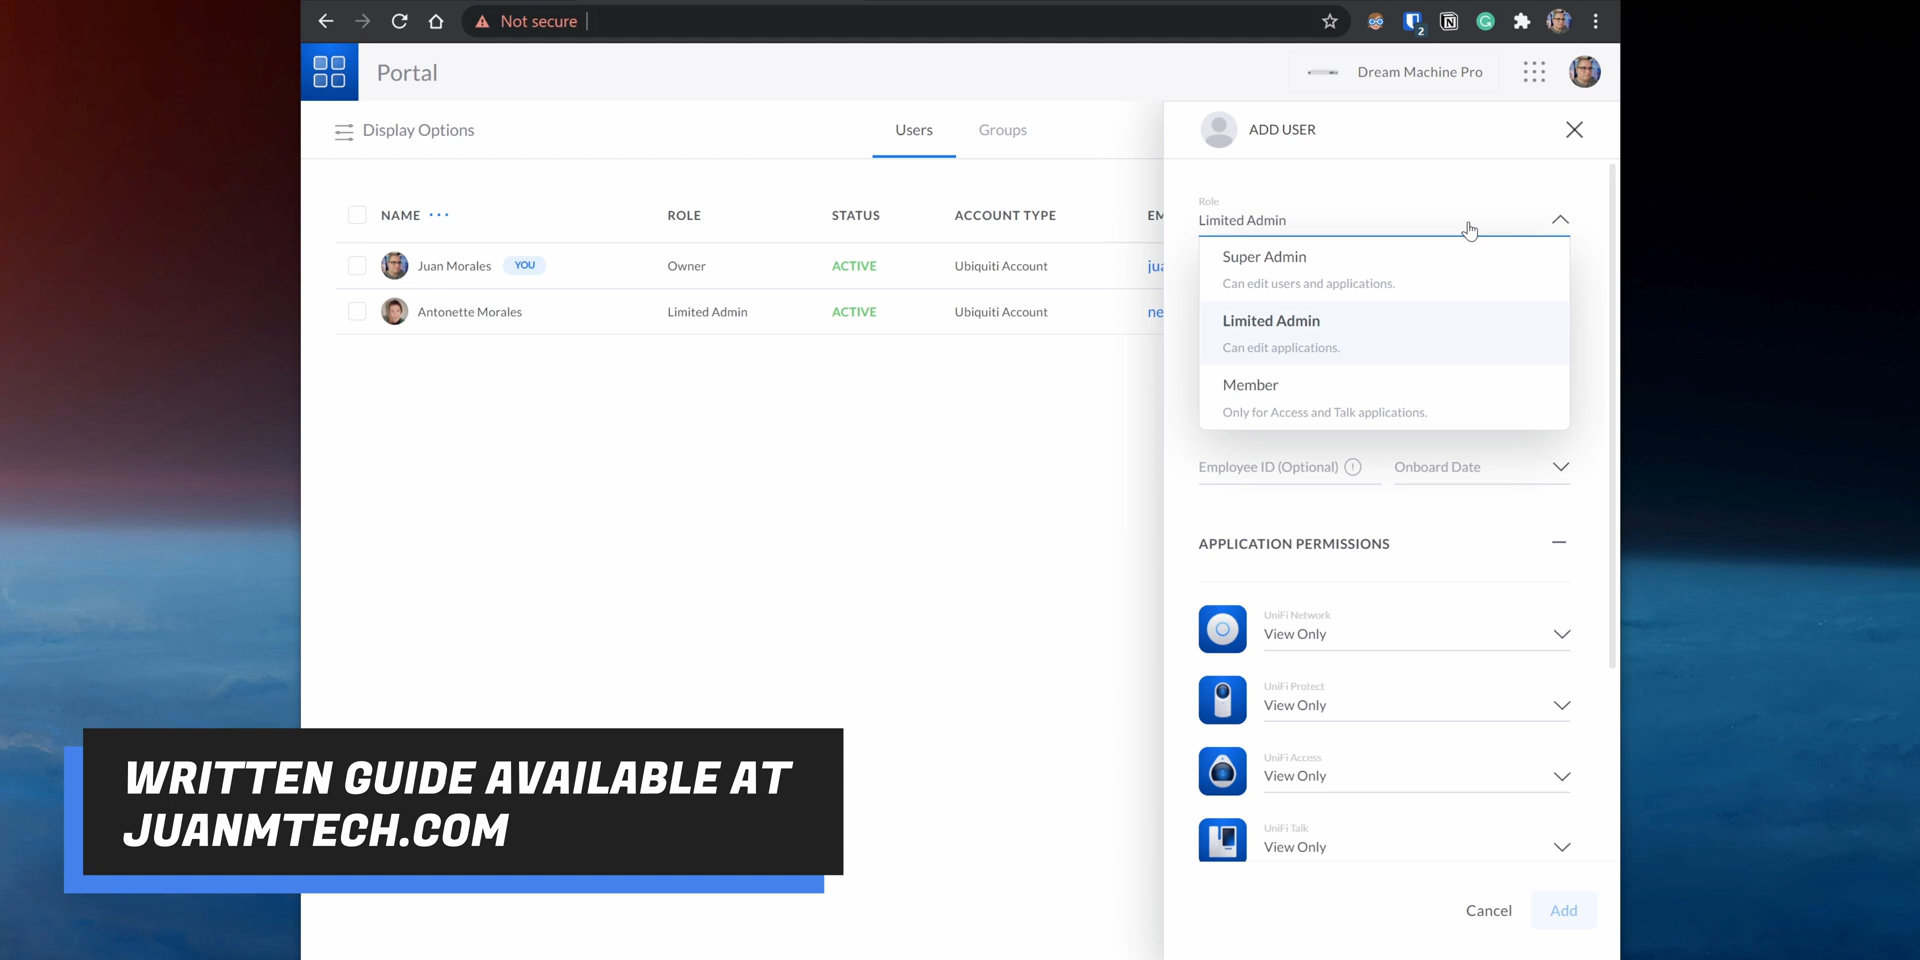 Not secure
2
Portal
Dream Machine Pro
Display Options
Users
Groups
ADD USER
NAME ···
ROLE
STATUS
ACCOUNT TYPE
EM
Juan Morales
YOU
Owner
ACTIVE
Ubiquiti Account
jua
Antonette Morales
Limited Admin
ACTIVE
Ubiquiti Account
ne
Role
Limited Admin
Super Admin
Can edit users and applications.
Limited Admin
Can edit applications.
Member
Only for Access and Talk applications.
Employee ID (Optional)
Onboard Date
APPLICATION PERMISSIONS
UniFi Network
View Only
UniFi Protect
View Only
UniFi Access
View Only
UniFi Talk
View Only
Cancel
Add
WRITTEN GUIDE AVAILABLE AT
JUANMTECH.COM